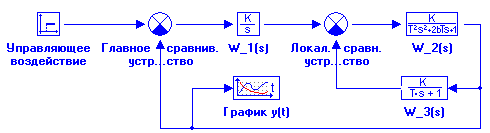 K
s
K
T²s²+2bTs+1
Управляющее
воздействие
Главное сравнив.
устр...ство
W_1(s)
Локал. сравн.
устр...ство
W_2(s)
t
K
T·s + 1
График y(t)
W_3(s)